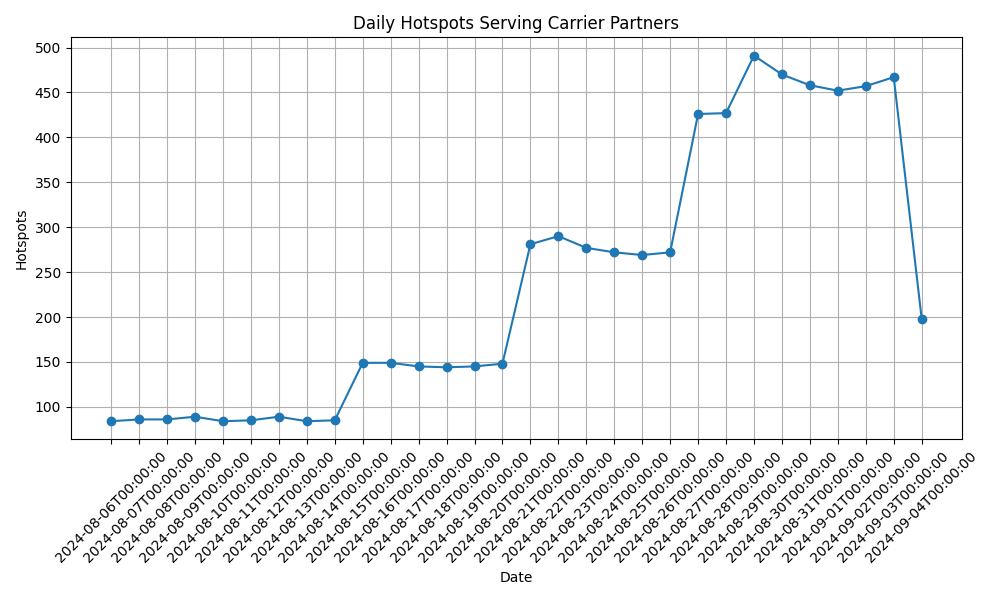 Daily Hotspots Serving Carrier Partners
500
450
400
350
300
250
200
150
100
Hotspots
2024-08-06T00:00:00
2024-08-07T00:00:00
2024-08-08T00:00:00
2024-08-09T00:00:00
2024-08-10T00:00:00
2024-08-11T00:00:00
2024-08-12T00:00:00
2024-08-13T00:00:00
2024-08-14T00:00:00
2024-08-15T00:00:00
2024-08-16T00:00:00
2024-08-17T00:00:00
2024-08-18T00:00:00
2024-08-19T00:00:00
2024-08-20T00:00:00
2024-08-21T00:00:00
2024-08-22T00:00:00
2024-08-23T00:00:00
2024-08-24T00:00:00
2024-08-25T00:00:00
2024-08-26T00:00:00
2024-08-27T00:00:00
2024-08-28T00:00:00
2024-08-29T00:00:00
2024-08-30T00:00:00
2024-08-31T00:00:00
2024-09-01T00:00:00
2024-09-02T00:00:00
2024-09-03T00:00:00
2024-09-04T00:00:00
Date